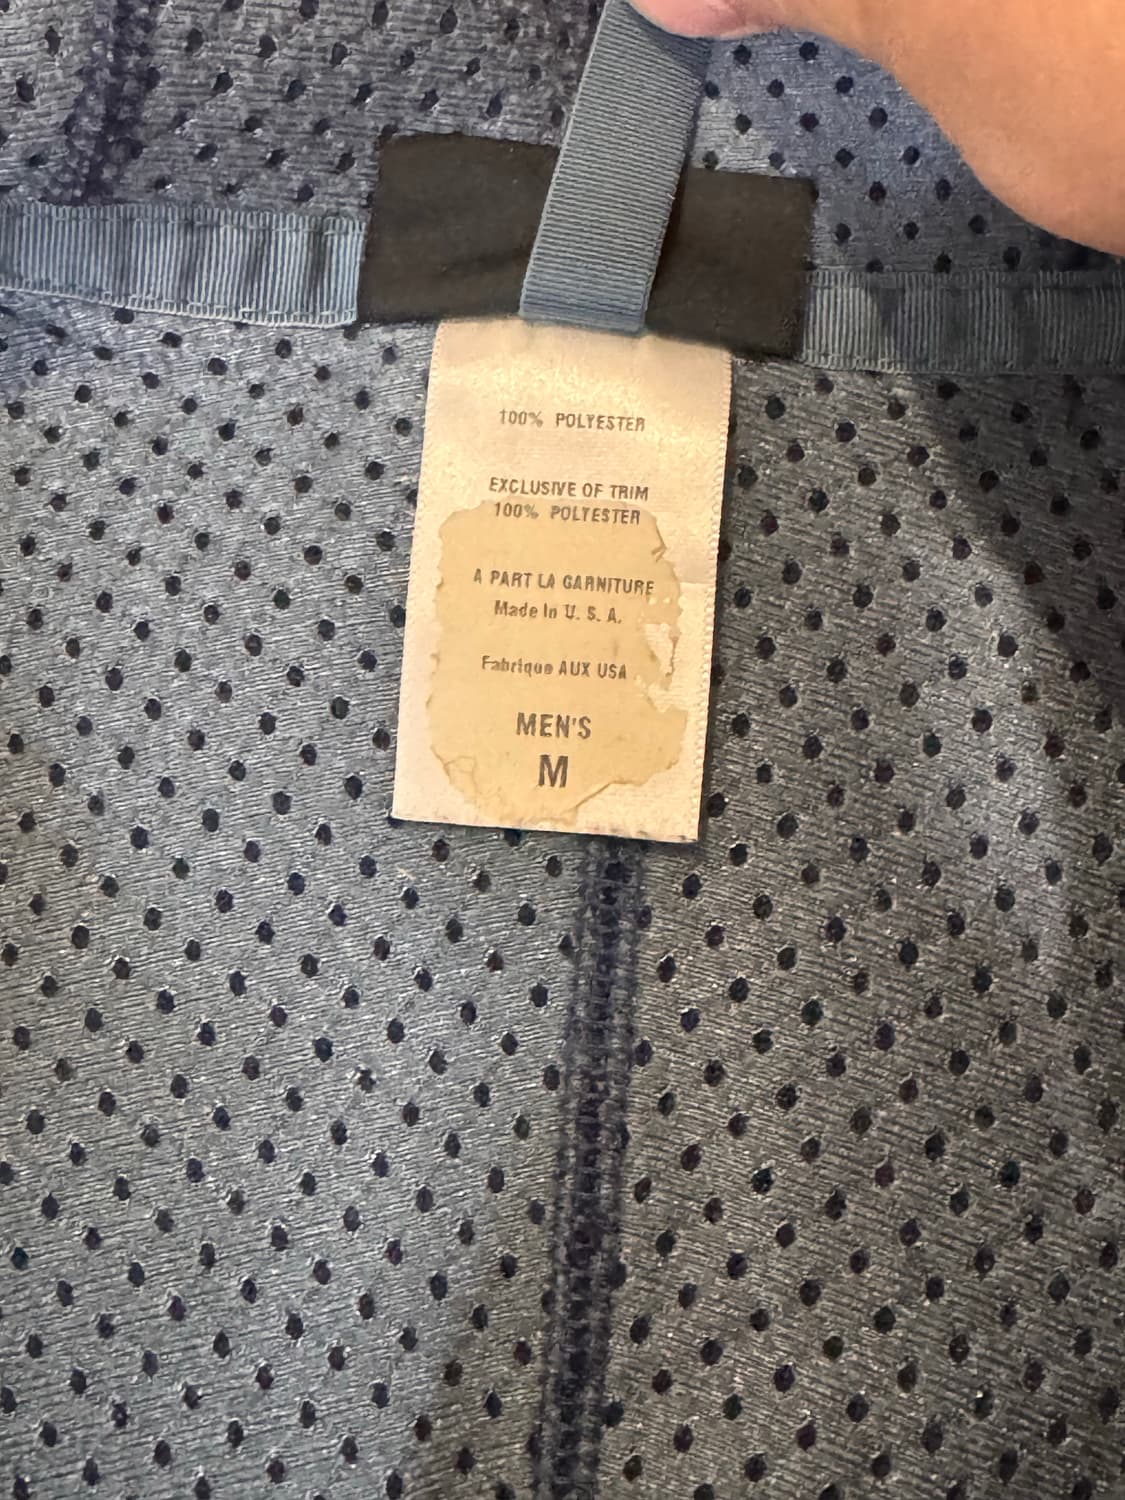 100% POLYESTER
EXCLUSIVE OF TRIM
100% POLYESTER
A PART LA GARNITURE
Made In U. S. A.
Fabrique AUX USA
MEN'S
M